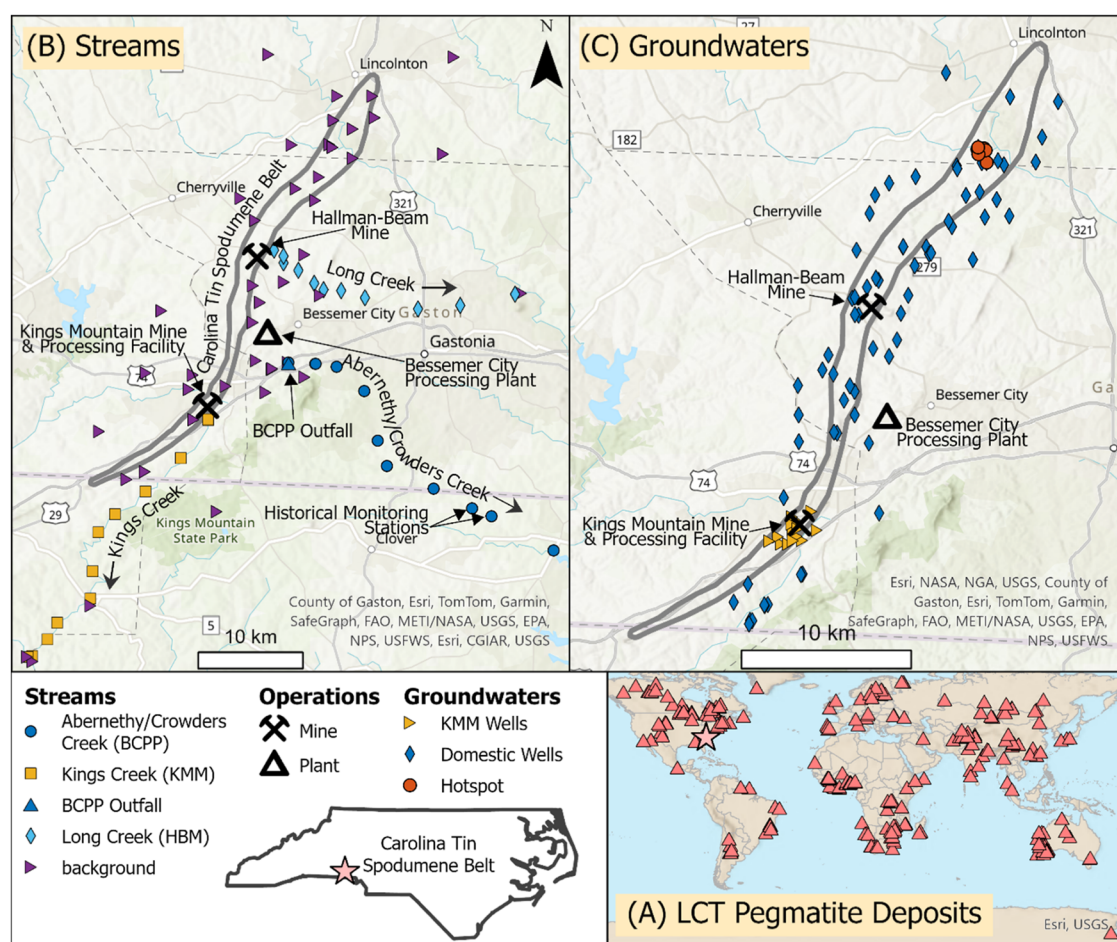 (B) Streams
N
Lincolnton
Cherryville
321
Carolina Tin Spodumene Belt
Hallman-Beam
Mine
Long Creek
Bessemer City
Gaston
Kings Mountain Mine
& Processing Facility
74
Gastonia
Bessemer City
Processing Plant
BCPP Outfall
Abernethy/Crowders Creek
Kings Creek
29
Kings Mountain
State Park
Historical Monitoring
Stations
Clover
5
10 km
County of Gaston, Esri, TomTom, Garmin,
SafeGraph, FAO, METI/NASA, USGS, EPA,
NPS, USFWS, Esri, CGIAR, USGS
(C) Groundwaters
27
Lincolnton
182
Cherryville
321
279
Hallman-Beam
Mine
Bessemer City
Ga
Bessemer City
Processing Plant
74
74
Kings Mountain Mine
& Processing Facility
Esri, NASA, NGA, USGS, County of
Gaston, Esri, TomTom, Garmin,
SafeGraph, FAO, METI/NASA, USGS, EPA,
NPS, USFWS
10 km
Streams
Abernethy/Crowders
Creek (BCPP)
Kings Creek (KMM)
BCPP Outfall
Long Creek (HBM)
background
Operations
Mine
Plant
Groundwaters
KMM Wells
Domestic Wells
Hotspot
Carolina Tin
Spodumene Belt
(A) LCT Pegmatite Deposits
Esri, USGS